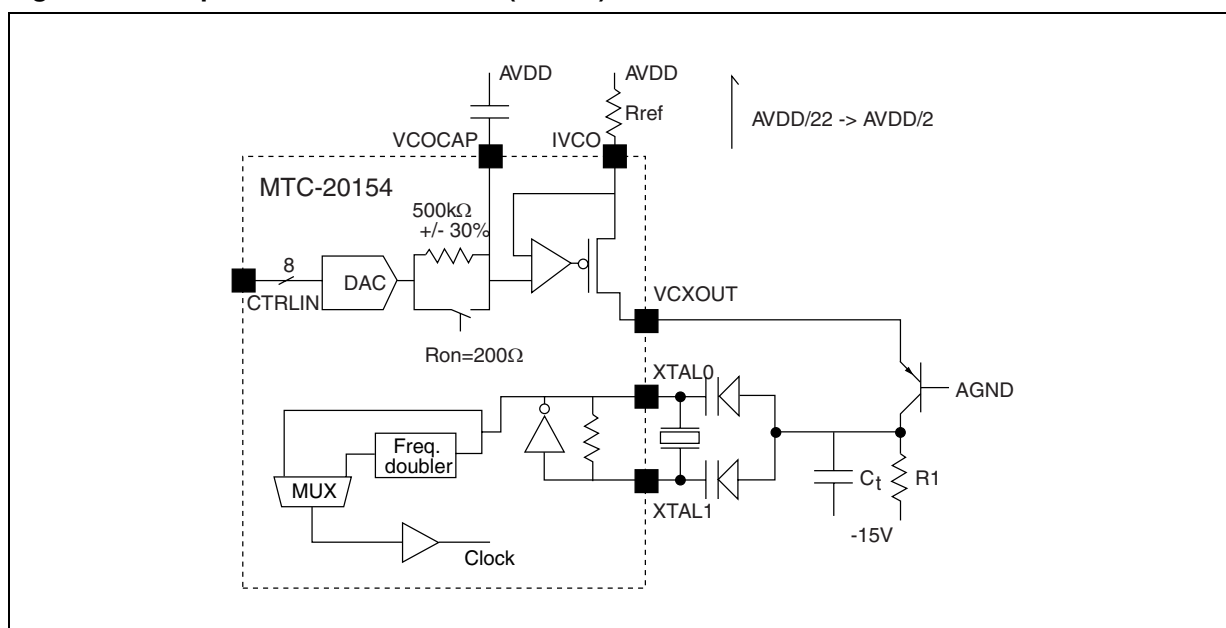 AVDD
AVDD
Rref
AVDD/22 -> AVDD/2
VCOCAP
IVCO
MTC-20154
500kΩ
+/- 30%
8
DAC
CTRLIN
VCXOUT
Ron=200Ω
XTAL0
AGND
Freq.
doubler
MUX
Ct
R1
XTAL1
-15V
Clock